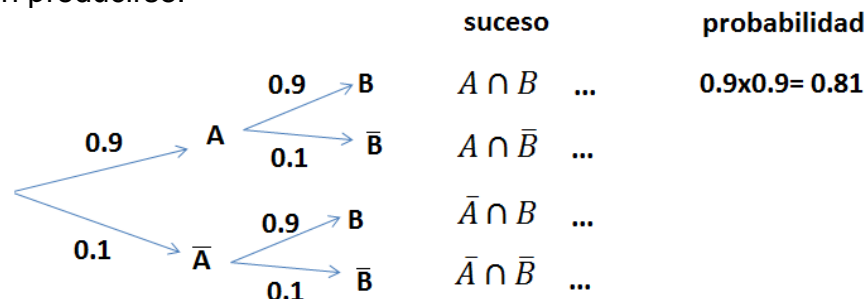 n producirse.
suceso probabilidad
0.9 B A ∩ B ... 0.9x0.9= 0.81
0.9 A 0.1 B̅ A ∩ B̅ ...
0.1 A̅ 0.9 B A̅ ∩ B ...
0.1 B̅ A̅ ∩ B̅ ...